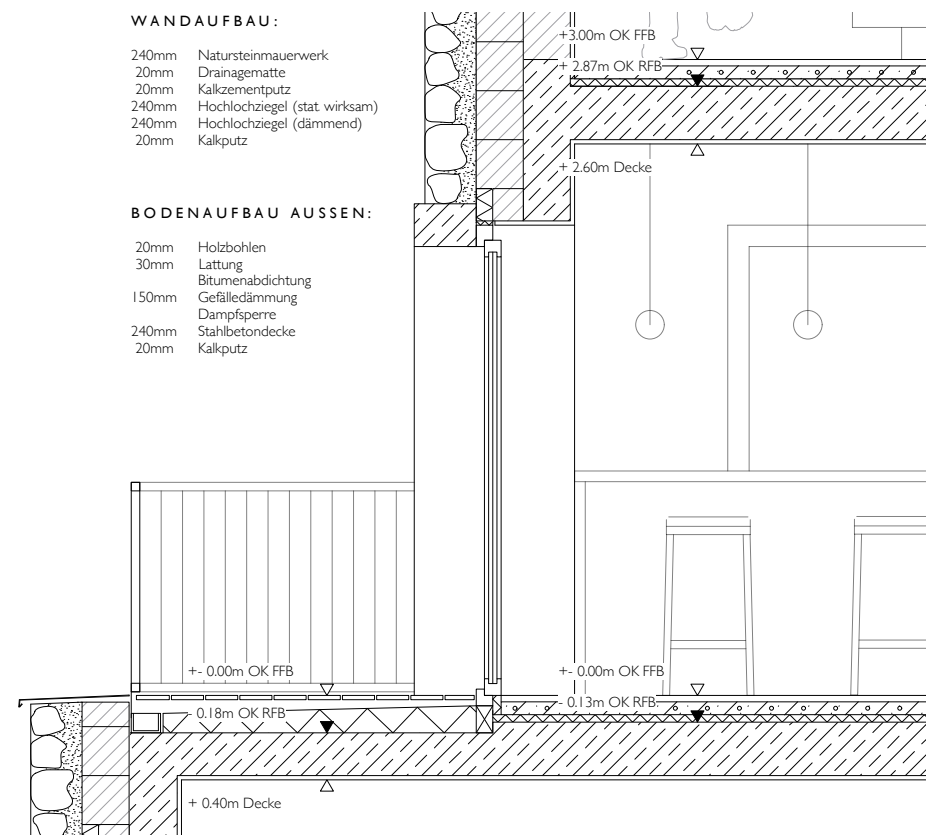 WANDAUFBAU:
240mm Natursteinmauerwerk
20mm Drainagematte
20mm Kalkzementputz
240mm Hochlochziegel (stat wirksam)
240mm Hochlochziegel (dämmend)
20mm Kalkputz
BODENAUFBAU AUSSEN:
20mm Holzbohlen
30mm Lattung
Bitumenabdichtung
150mm Gefälledämmung
Dampfsperre
240mm Stahlbetondecke
20mm Kalkputz
+3.00m OK FFB
+ 2.87m OK RFB
+ 2.60m Decke
+- 0.00m OK FFB
- 0.18m OK RFB
+ 0.40m Decke
+- 0.00m OK FFB
- 0.13m OK RFB